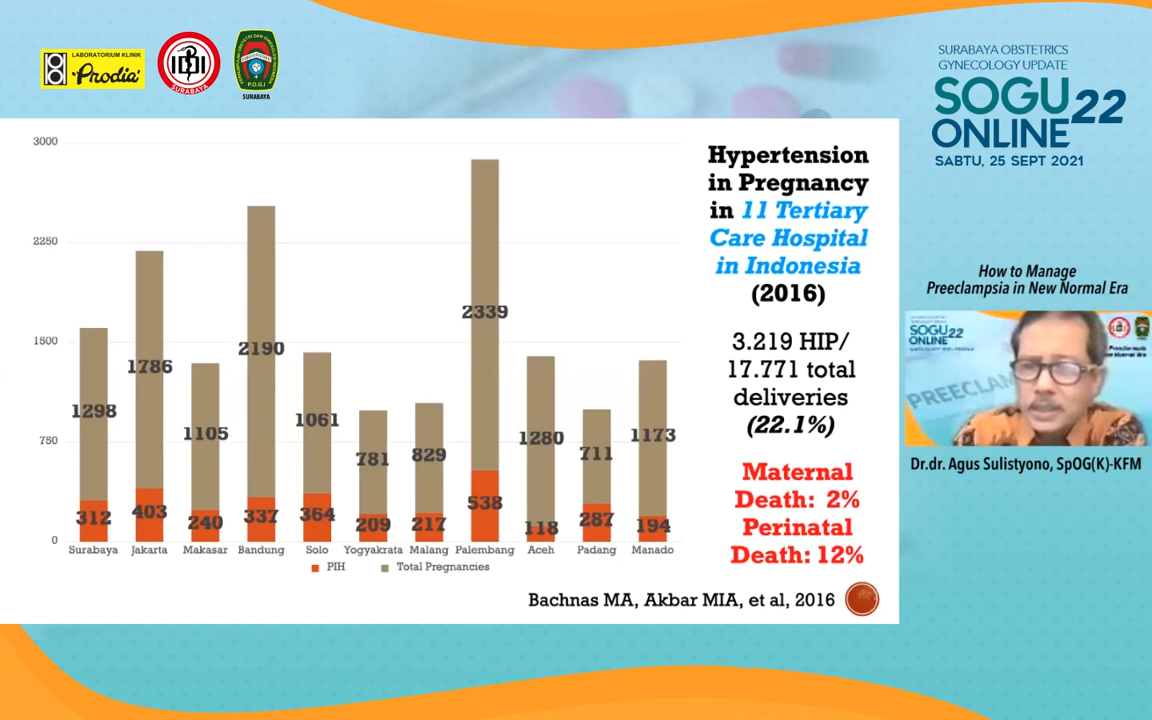 LABORATORIUM KLINIK
Prodia
IBI
SURABAYA
P.O.G.I
SURABAYA
SURABAYA OBSTETRICS
GYNECOLOGY UPDATE
SOGU 22
ONLINE
SABTU, 25 SEPT 2021
3000
2250
1500
750
0
1298
1786
1105
2190
1061
781
829
2339
1280
711
1173
312
403
240
337
364
209
217
538
118
287
194
Surabaya Jakarta Makasar Bandung Solo Yogyakrata Malang Palembang Aceh Padang Manado
PIH Total Pregnancies
Hypertension
in Pregnancy
in 11 Tertiary
Care Hospital
in Indonesia
(2016)
3.219 HIP/
17.771 total
deliveries
(22.1%)
Maternal
Death: 2%
Perinatal
Death: 12%
Bachnas MA, Akbar MIA, et al, 2016
How to Manage
Preeclampsia in New Normal Era
SOGU 22
ONLINE
PREECLAM
Dr.dr. Agus Sulistyono, SpOG(K)-KFM